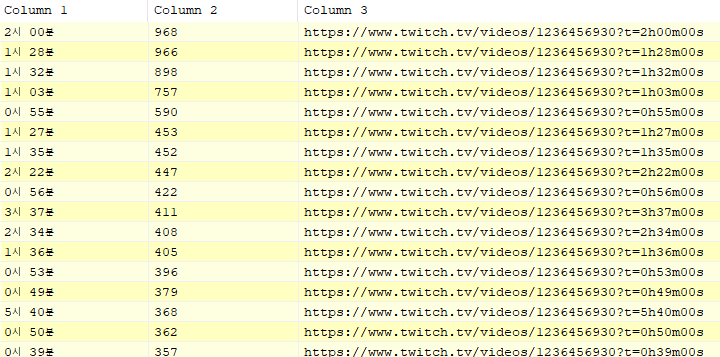 Column 1 Column 2 Column 3
2시 00분 968 https://www.twitch.tv/videos/1236456930?t=2h00m00s
1시 28분 966 https://www.twitch.tv/videos/1236456930?t=1h28m00s
1시 32분 898 https://www.twitch.tv/videos/1236456930?t=1h32m00s
1시 03분 757 https://www.twitch.tv/videos/1236456930?t=1h03m00s
0시 55분 590 https://www.twitch.tv/videos/1236456930?t=0h55m00s
1시 27분 453 https://www.twitch.tv/videos/1236456930?t=1h27m00s
1시 35분 452 https://www.twitch.tv/videos/1236456930?t=1h35m00s
2시 22분 447 https://www.twitch.tv/videos/1236456930?t=2h22m00s
0시 56분 422 https://www.twitch.tv/videos/1236456930?t=0h56m00s
3시 37분 411 https://www.twitch.tv/videos/1236456930?t=3h37m00s
2시 34분 408 https://www.twitch.tv/videos/1236456930?t=2h34m00s
1시 36분 405 https://www.twitch.tv/videos/1236456930?t=1h36m00s
0시 53분 396 https://www.twitch.tv/videos/1236456930?t=0h53m00s
0시 49분 379 https://www.twitch.tv/videos/1236456930?t=0h49m00s
5시 40분 368 https://www.twitch.tv/videos/1236456930?t=5h40m00s
0시 50분 362 https://www.twitch.tv/videos/1236456930?t=0h50m00s
0시 39분 357 https://www.twitch.tv/videos/1236456930?t=0h39m00s